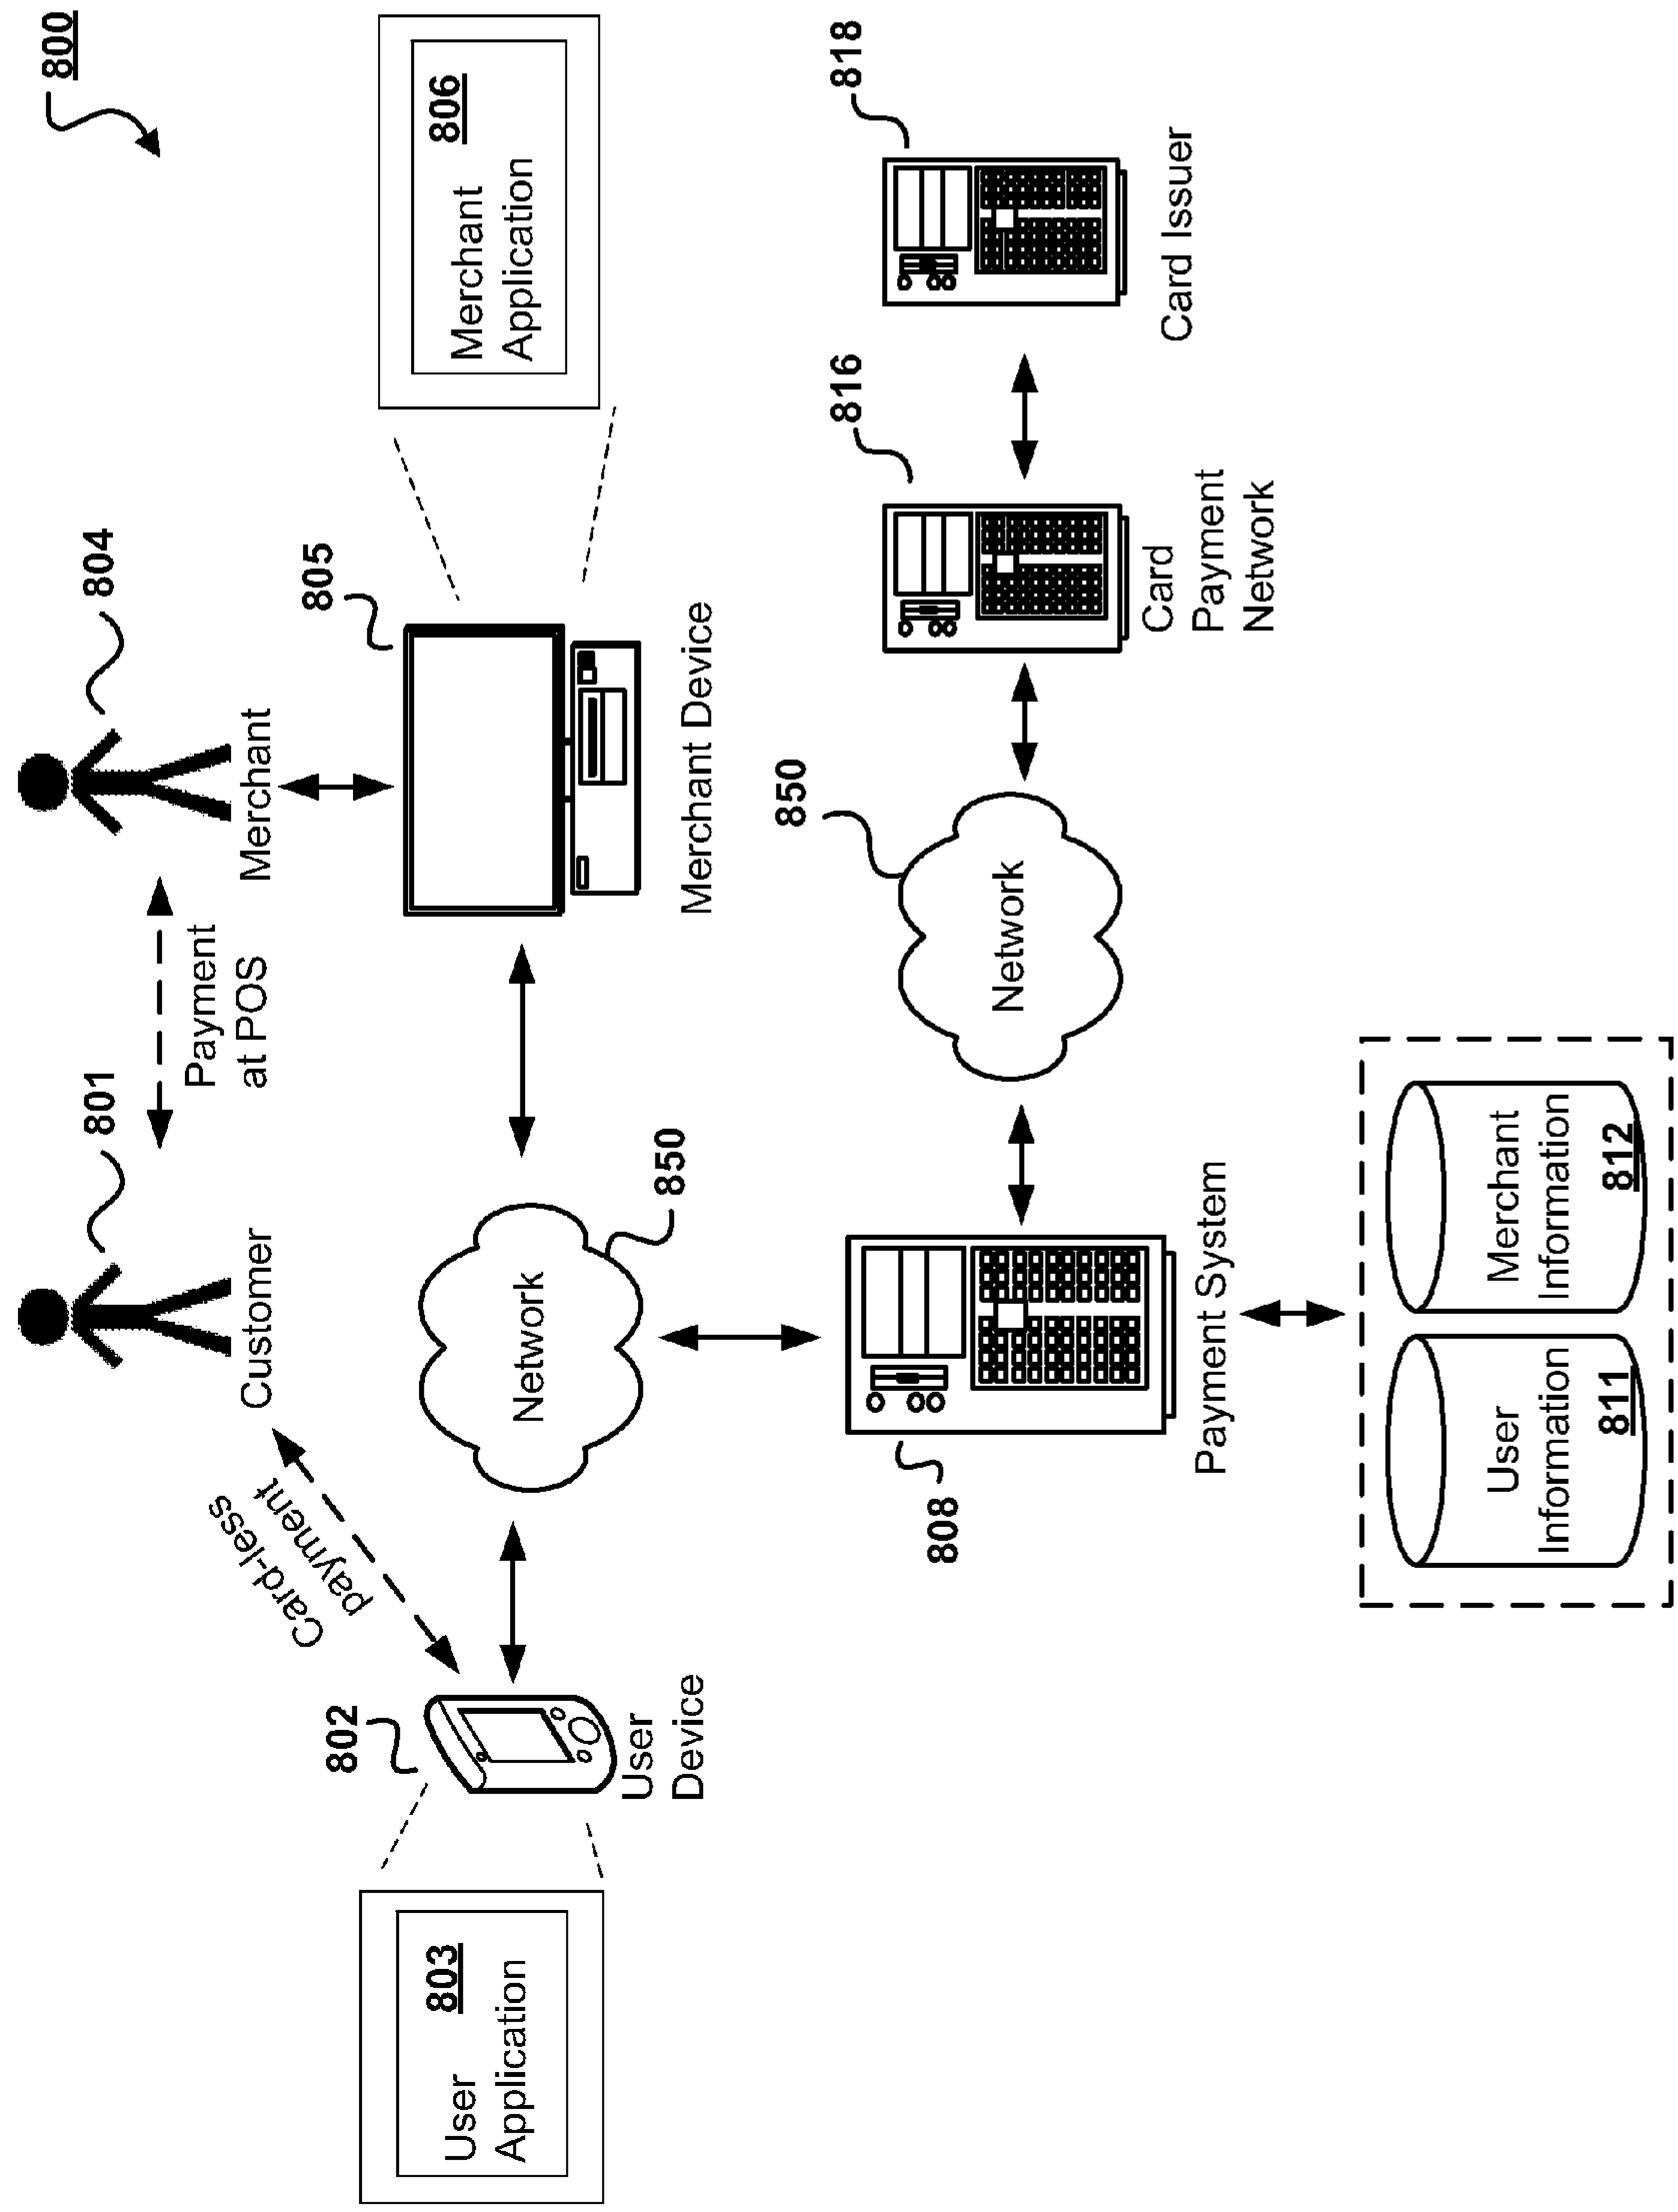 800
801
804
Customer
Payment
at POS
Merchant
Card-less
payment
802
805
803
User
Application
806
Merchant
Application
Network
User
Device
850
Merchant Device
850
816
818
808
Network
Payment System
Card
Payment
Network
Card Issuer
User
Information
811
Merchant
Information
812